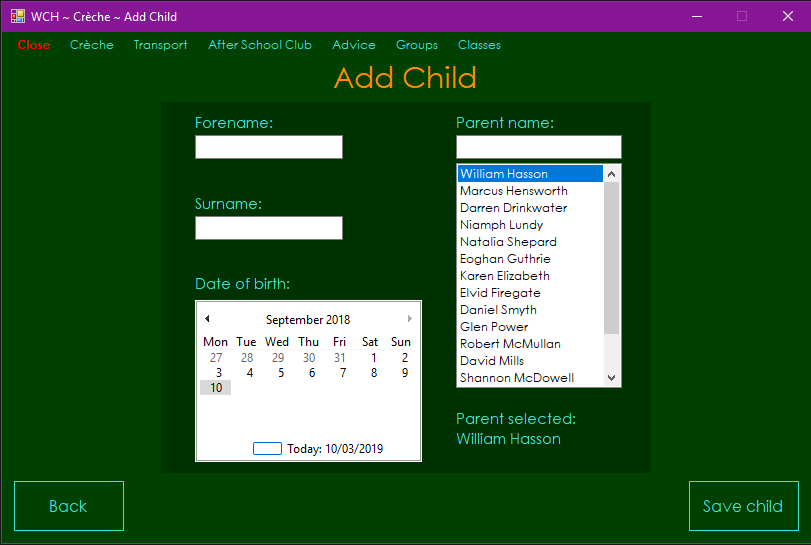 WCH ~ Crèche ~ Add Child
Close Crèche Transport After School Club Advice Groups Classes
Add Child
Forename:
Surname:
Date of birth:
September 2018
Mon Tue Wed Thu Fri Sat Sun
27 28 29 30 31 1 2
3 4 5 6 7 8 9
10
Today: 10/03/2019
Parent name:
William Hasson
Marcus Hensworth
Darren Drinkwater
Niamph Lundy
Natalia Shepard
Eoghan Guthrie
Karen Elizabeth
Elvid Firegate
Daniel Smyth
Glen Power
Robert McMullan
David Mills
Shannon McDowell
Parent selected:
William Hasson
Back
Save child